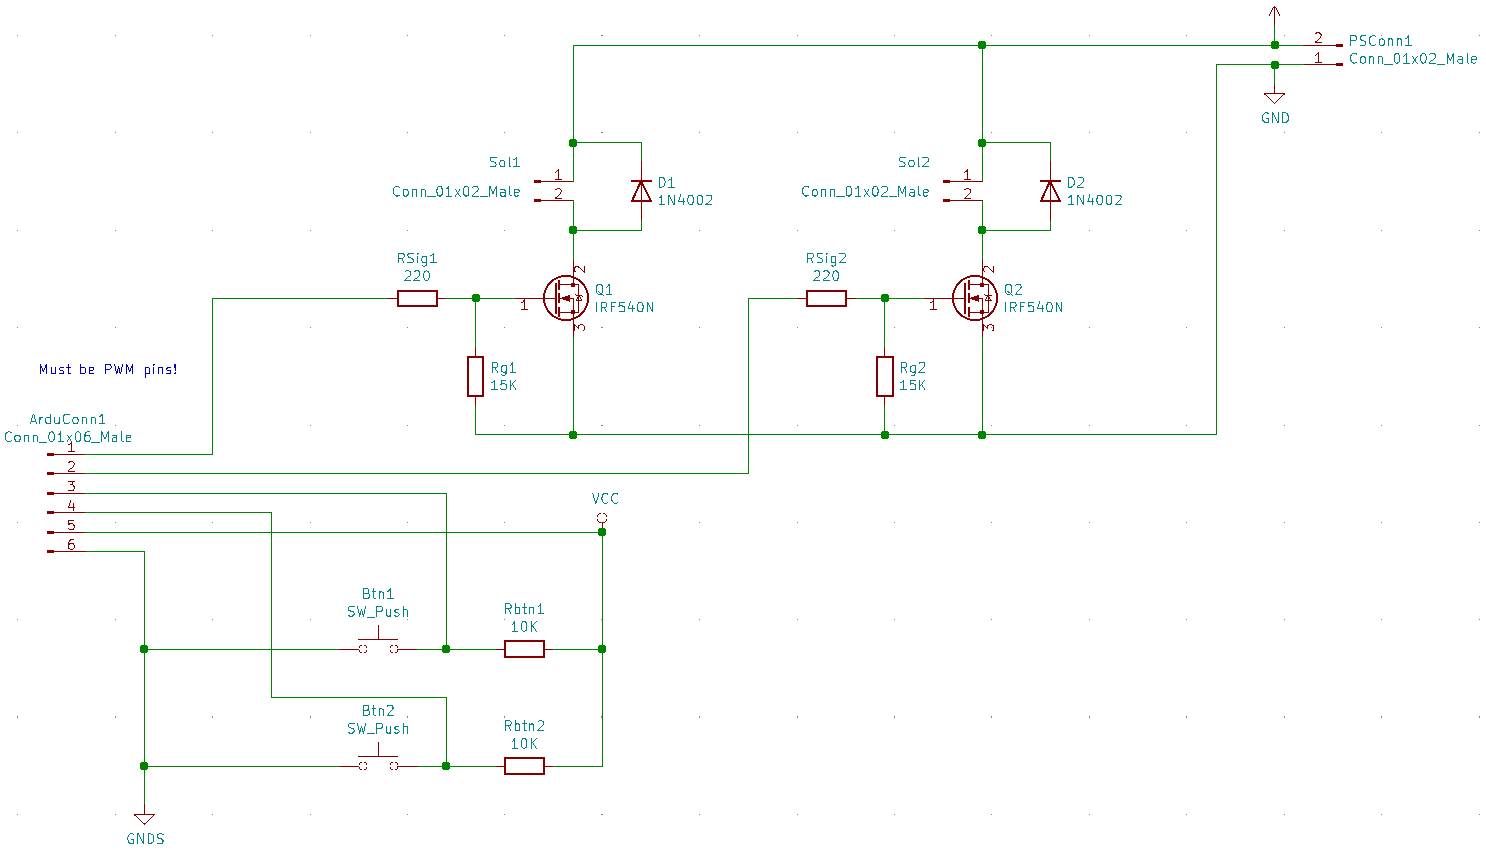 2 PSConn1
1 Conn_01x02_Male
GND
Sol1
1
Conn_01x02_Male
2
D1
1N4002
Sol2
1
Conn_01x02_Male
2
D2
1N4002
RSig1
220
2
Q1
1
IRF540N
3
RSig2
220
2
Q2
1
IRF540N
3
Must be PWM pins!
Rg1
15K
Rg2
15K
ArduConn1
Conn_01x06_Male
1
2
3
4
5
6
VCC
Btn1
SW_Push
Rbtn1
10K
Btn2
SW_Push
Rbtn2
10K
GNDS